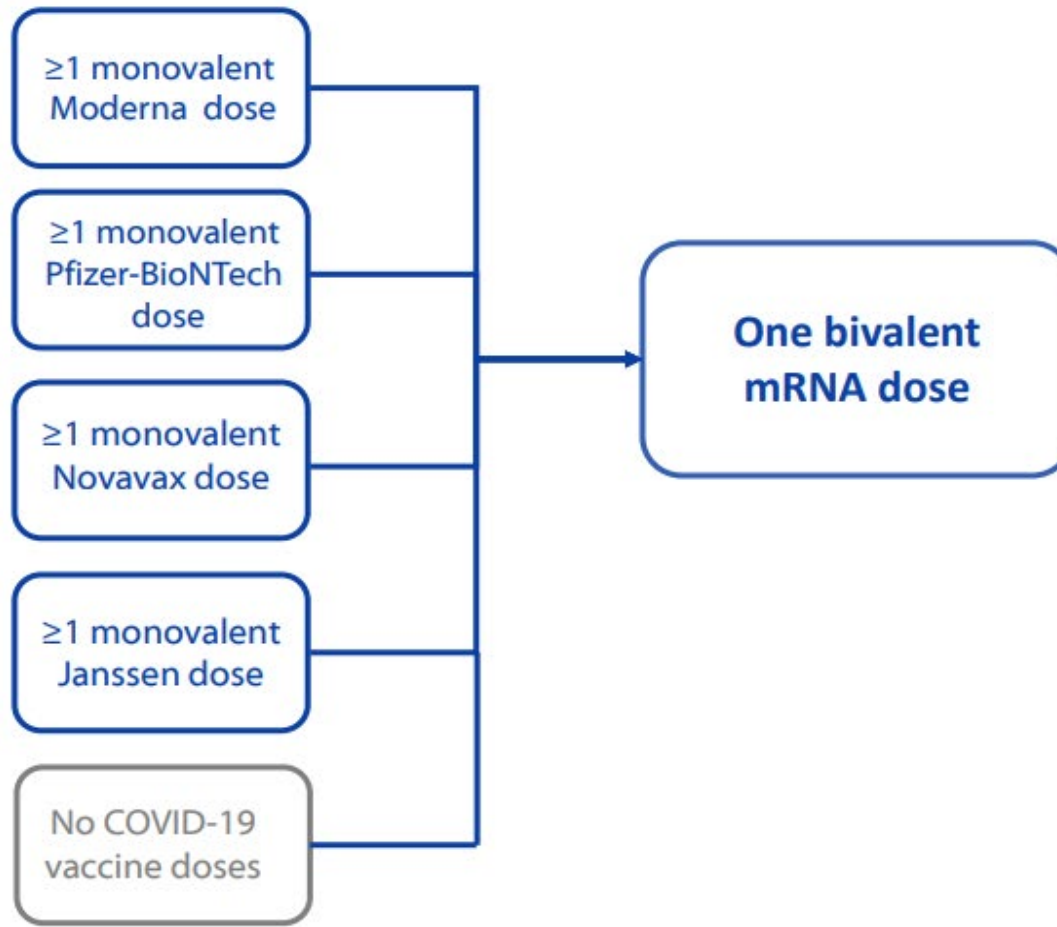 ≥1 monovalent
Moderna dose
≥1 monovalent
Pfizer-BioNTech
dose
≥1 monovalent
Novavax dose
≥1 monovalent
Janssen dose
No COVID-19
vaccine doses
One bivalent
mRNA dose